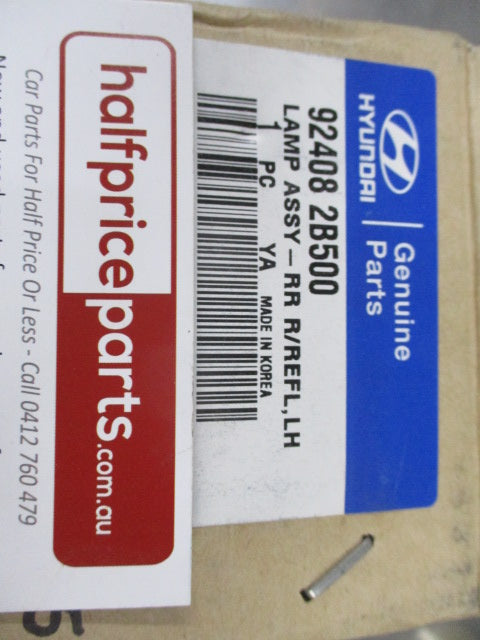 HYUNDAI
Genuine
Parts
92408 2B500
LAMP ASSY-RR R/REFL,LH
1 PC YA MADE IN KOREA
halfpriceparts.com.au
Car Parts For Half Price Or Less - Call 0412 760 479